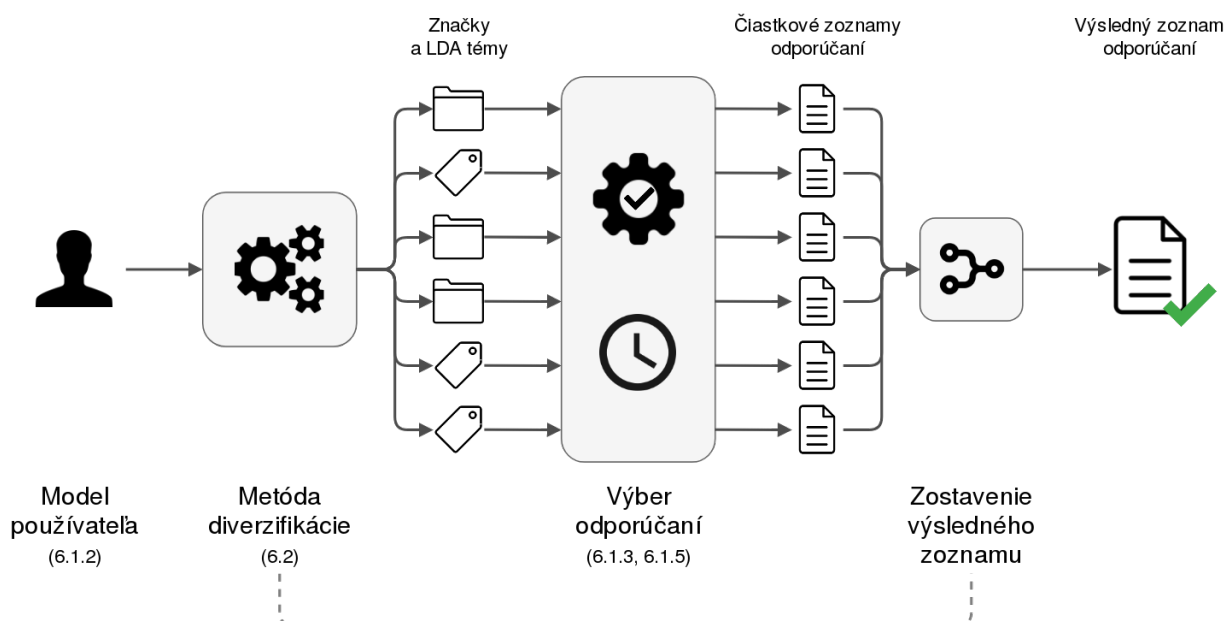 Značky
a LDA témy
Čiastkové zoznamy
odporúčaní
Výsledný zoznam
odporúčaní
Model
používateľa
(6.1.2)
Metóda
diverzifikácie
(6.2)
Výber
odporúčaní
(6.1.3, 6.1.5)
Zostavenie
výsledného
zoznamu